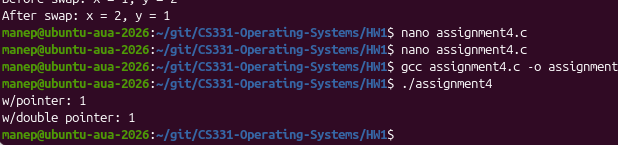 Before swap: x = 1, y = 2
After swap: x = 2, y = 1
manep@ubuntu-aua-2026:~/git/CS331-Operating-Systems/HW1$ nano assignment4.c
manep@ubuntu-aua-2026:~/git/CS331-Operating-Systems/HW1$ nano assignment4.c
manep@ubuntu-aua-2026:~/git/CS331-Operating-Systems/HW1$ gcc assignment4.c -o assignment
manep@ubuntu-aua-2026:~/git/CS331-Operating-Systems/HW1$ ./assignment4
w/pointer: 1
w/double pointer: 1
manep@ubuntu-aua-2026:~/git/CS331-Operating-Systems/HW1$